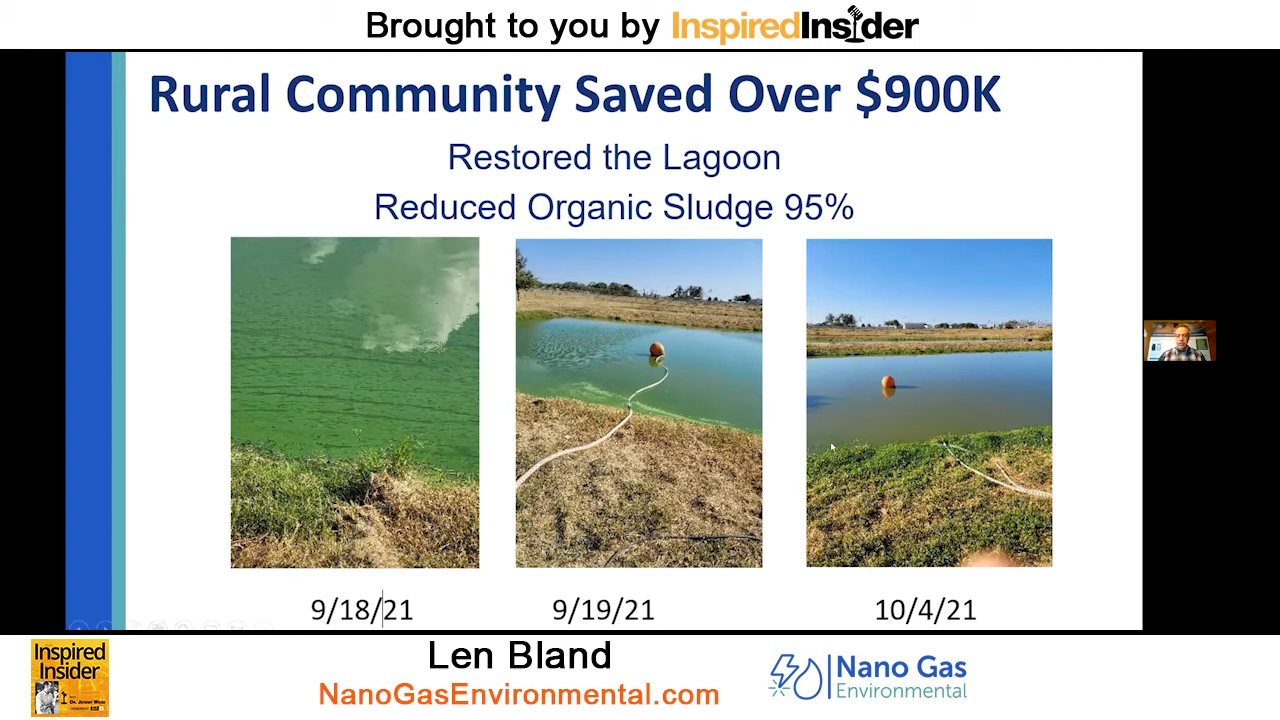 Brought to you by InspiredInsider
Rural Community Saved Over $900K
Restored the Lagoon
Reduced Organic Sludge 95%
9/18/21
9/19/21
10/4/21
Inspired
Insider
Len Bland
NanoGasEnvironmental.com
Nano Gas
Environmental